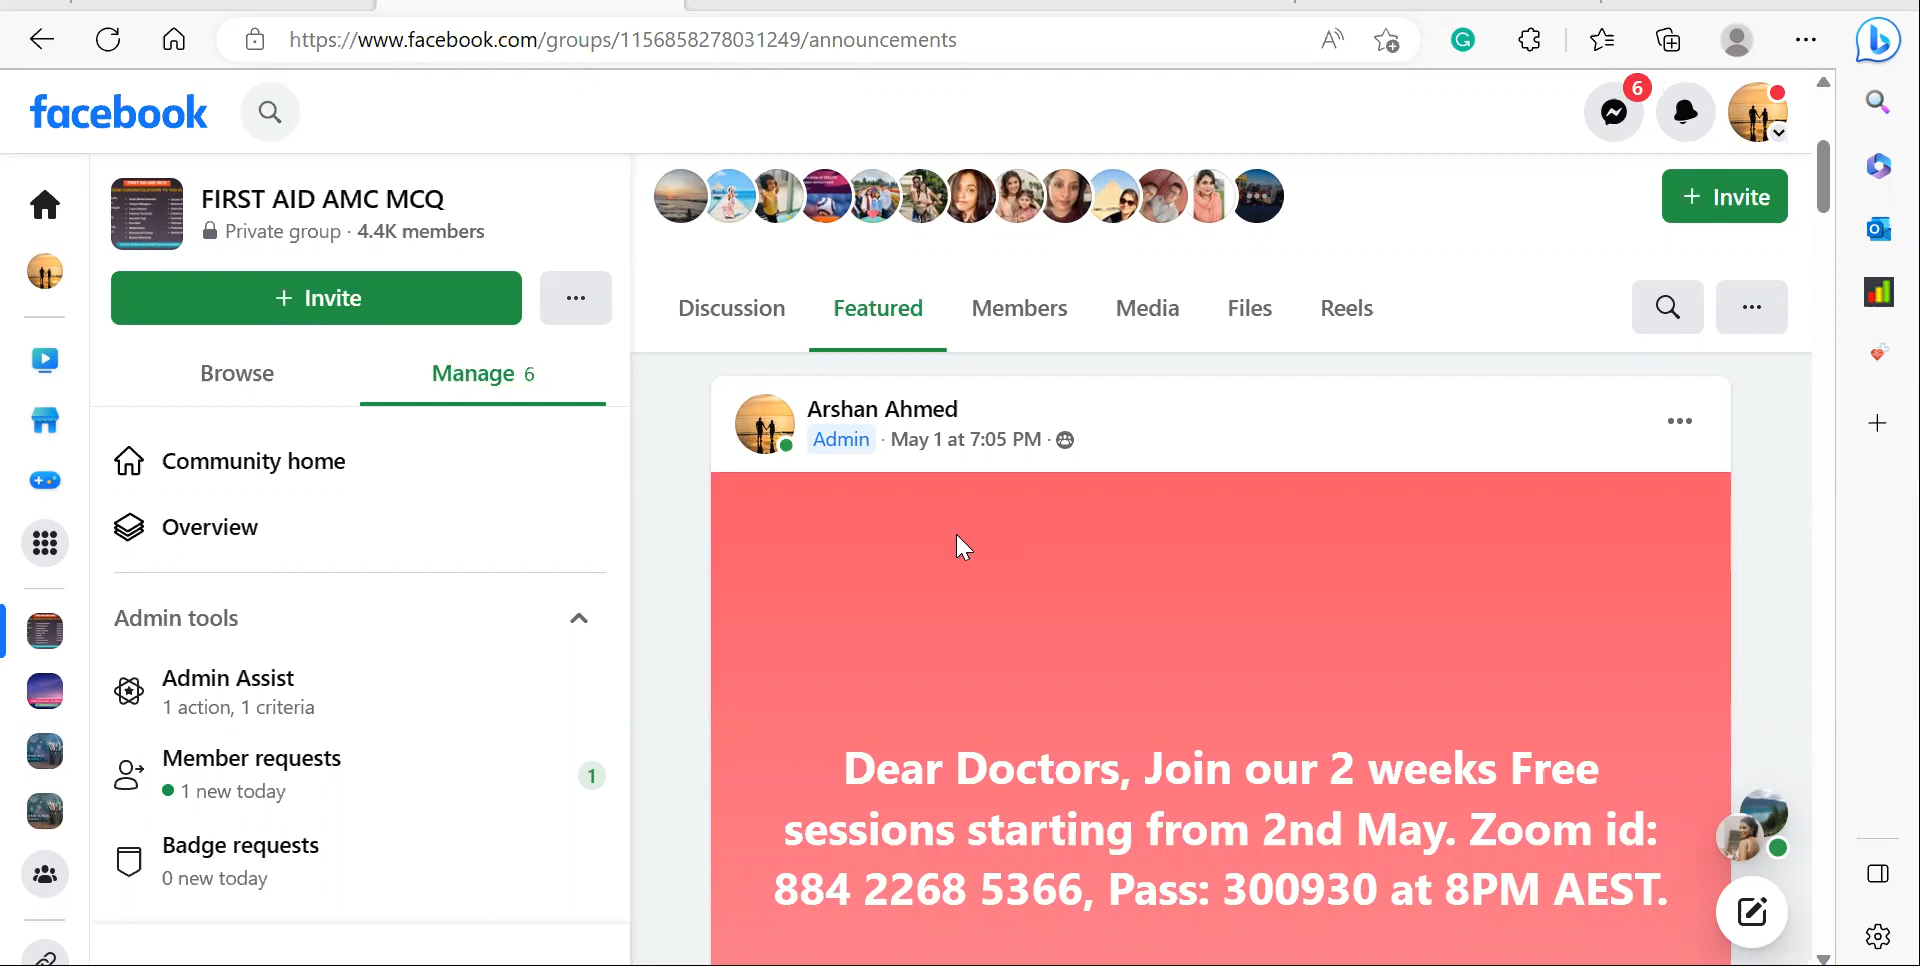 https://www.facebook.com/groups/1156858278031249/announcements
facebook
6
FIRST AID AMC MCQ
Private group · 4.4K members
+ Invite
+ Invite
Browse
Manage 6
Discussion
Featured
Members
Media
Files
Reels
Arshan Ahmed
Admin · May 1 at 7:05 PM ·
Community home
Overview
Admin tools
Admin Assist
1 action, 1 criteria
Member requests
1 new today
1
Badge requests
0 new today
Dear Doctors, Join our 2 weeks Free
sessions starting from 2nd May. Zoom id:
884 2268 5366, Pass: 300930 at 8PM AEST.